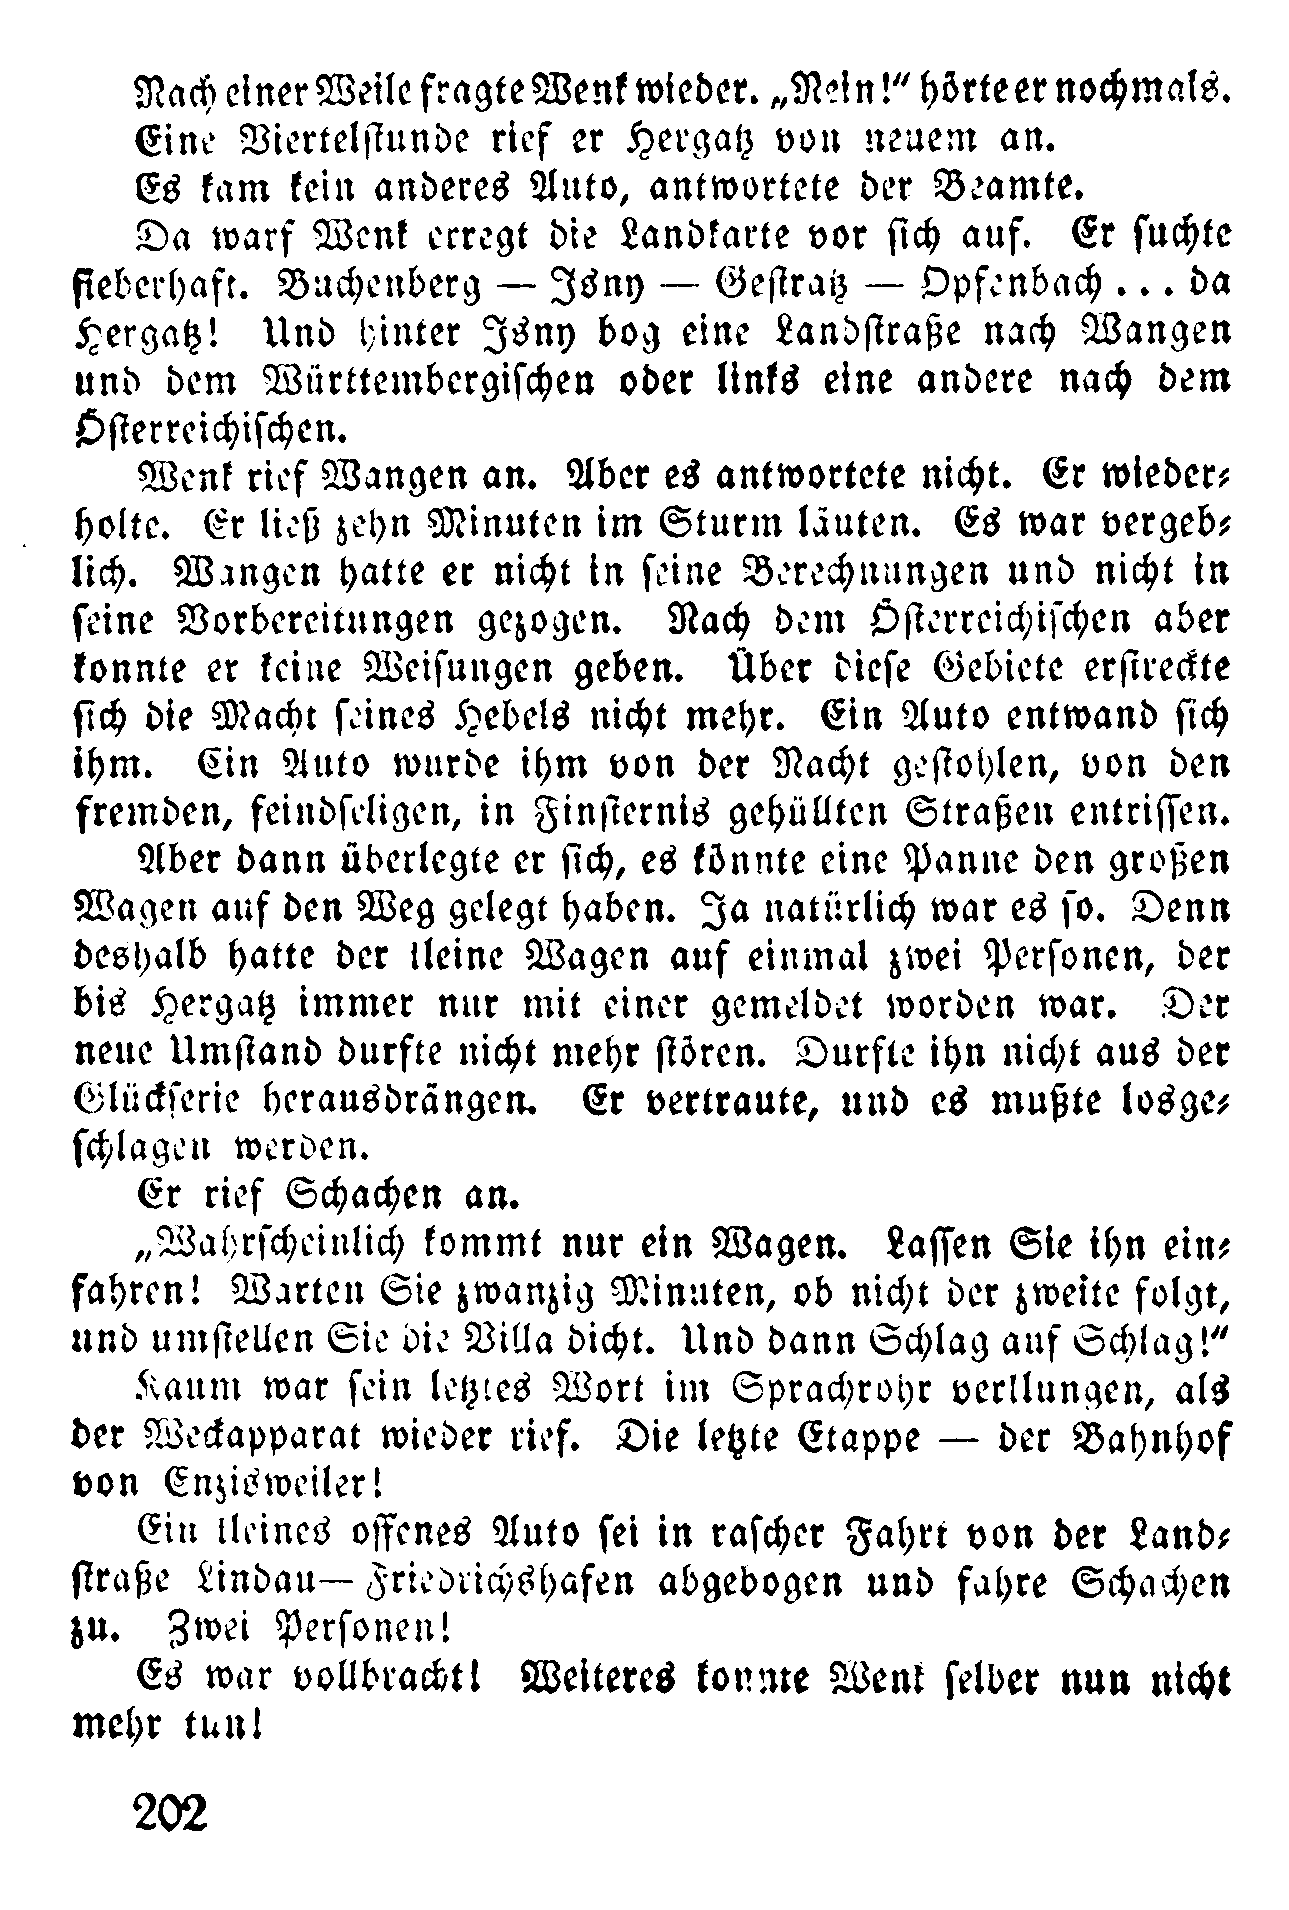 Nach einer Weile fragte Wenk wieder. „Nein!“ hörte er nochmals.
Eine Viertelstunde rief er Hergatz von neuem an.
Es kam kein anderes Auto, antwortete der Beamte.
Da warf Wenk erregt die Landkarte vor sich auf. Er suchte
fieberhaft. Buchenberg — Isny — Gestratz — Opfenbach ... da
Hergatz! Und hinter Isny bog eine Landstraße nach Wangen
und dem Württembergischen oder links eine andere nach dem
Österreichischen.
Wenk rief Wangen an. Aber es antwortete nicht. Er wieder-
holte. Er ließ zehn Minuten im Sturm läuten. Es war vergeb-
lich. Wangen hatte er nicht in seine Berechnungen und nicht in
seine Vorbereitungen gezogen. Nach dem Österreichischen aber
konnte er keine Weisungen geben. Über diese Gebiete erstreckte
sich die Macht seines Hebels nicht mehr. Ein Auto entwand sich
ihm. Ein Auto wurde ihm von der Nacht gestohlen, von den
fremden, feindseligen, in Finsternis gehüllten Straßen entrissen.
Aber dann überlegte er sich, es könnte eine Panne den großen
Wagen auf den Weg gelegt haben. Ja natürlich war es so. Denn
deshalb hatte der kleine Wagen auf einmal zwei Personen, der
bis Hergatz immer nur mit einer gemeldet worden war. Der
neue Umstand durfte nicht mehr stören. Durfte ihn nicht aus der
Glückserie herausdrängen. Er vertraute, und es mußte losge-
schlagen werden.
Er rief Schachen an.
„Wahrscheinlich kommt nur ein Wagen. Lassen Sie ihn ein-
fahren! Warten Sie zwanzig Minuten, ob nicht der zweite folgt,
und umstellen Sie die Villa dicht. Und dann Schlag auf Schlag!“
Kaum war sein letztes Wort im Sprachrohr verklungen, als
der Weckapparat wieder rief. Die letzte Etappe — der Bahnhof
von Enzisweiler!
Ein kleines offenes Auto sei in rascher Fahrt von der Land-
straße Lindau—Friedrichshafen abgebogen und fahre Schachen
zu. Zwei Personen!
Es war vollbracht! Weiteres konnte Wenk selber nun nicht
mehr tun!
202